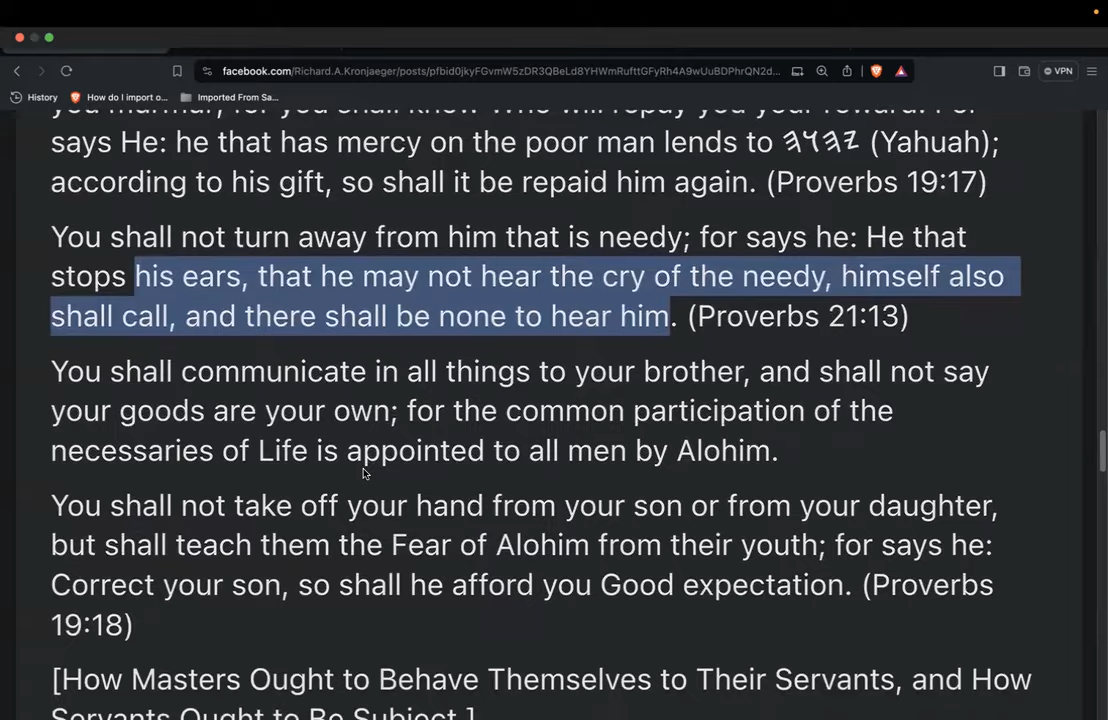 facebook.com/Richard.A.Kronjaeger/posts/pfbid0jkyFGvmW5zDR3QBeLd8YHWmRufttGFyRh4A9wUuBDPhrQN2d...
VPN
History How do I import o... Imported From Sa...
says He: he that has mercy on the poor man lends to 𐤉𐤄𐤅𐤄 (Yahuah);
according to his gift, so shall it be repaid him again. (Proverbs 19:17)
You shall not turn away from him that is needy; for says he: He that
stops his ears, that he may not hear the cry of the needy, himself also
shall call, and there shall be none to hear him. (Proverbs 21:13)
You shall communicate in all things to your brother, and shall not say
your goods are your own; for the common participation of the
necessaries of Life is appointed to all men by Alohim.
You shall not take off your hand from your son or from your daughter,
but shall teach them the Fear of Alohim from their youth; for says he:
Correct your son, so shall he afford you Good expectation. (Proverbs
19:18)
[How Masters Ought to Behave Themselves to Their Servants, and How
Servants Ought to Be Subject.]